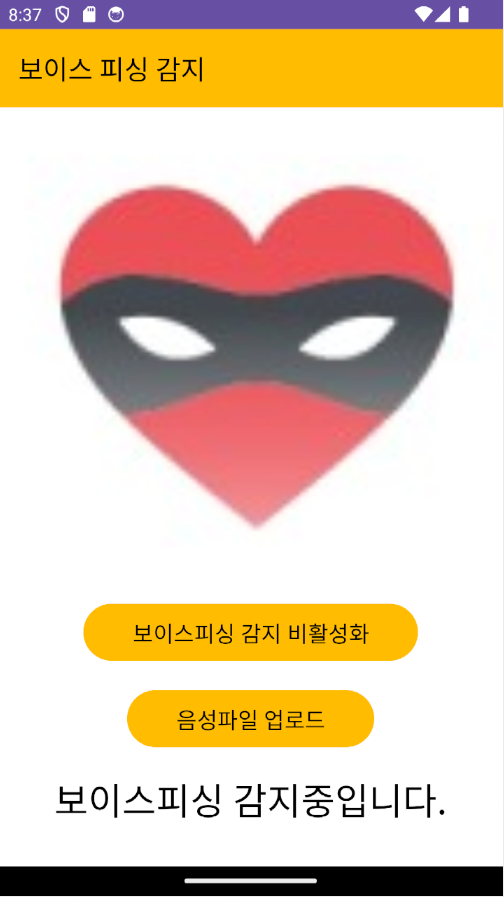 8:37
보이스 피싱 감지
보이스피싱 감지 비활성화
음성파일 업로드
보이스피싱 감지중입니다.